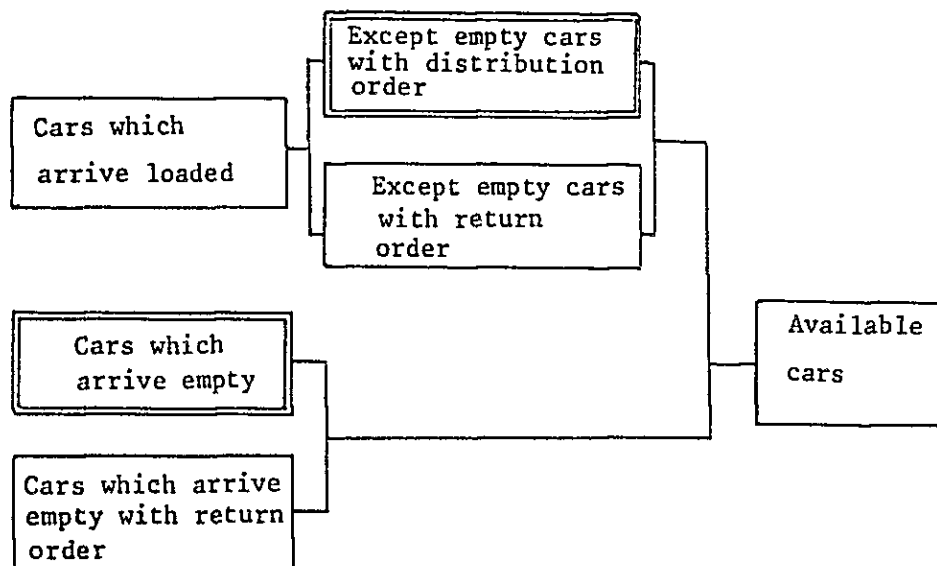 Except empty cars
with distribution
order
Cars which
arrive loaded
Except empty cars
with return
order
Cars which
arrive empty
Available
cars
Cars which arrive
empty with return
order